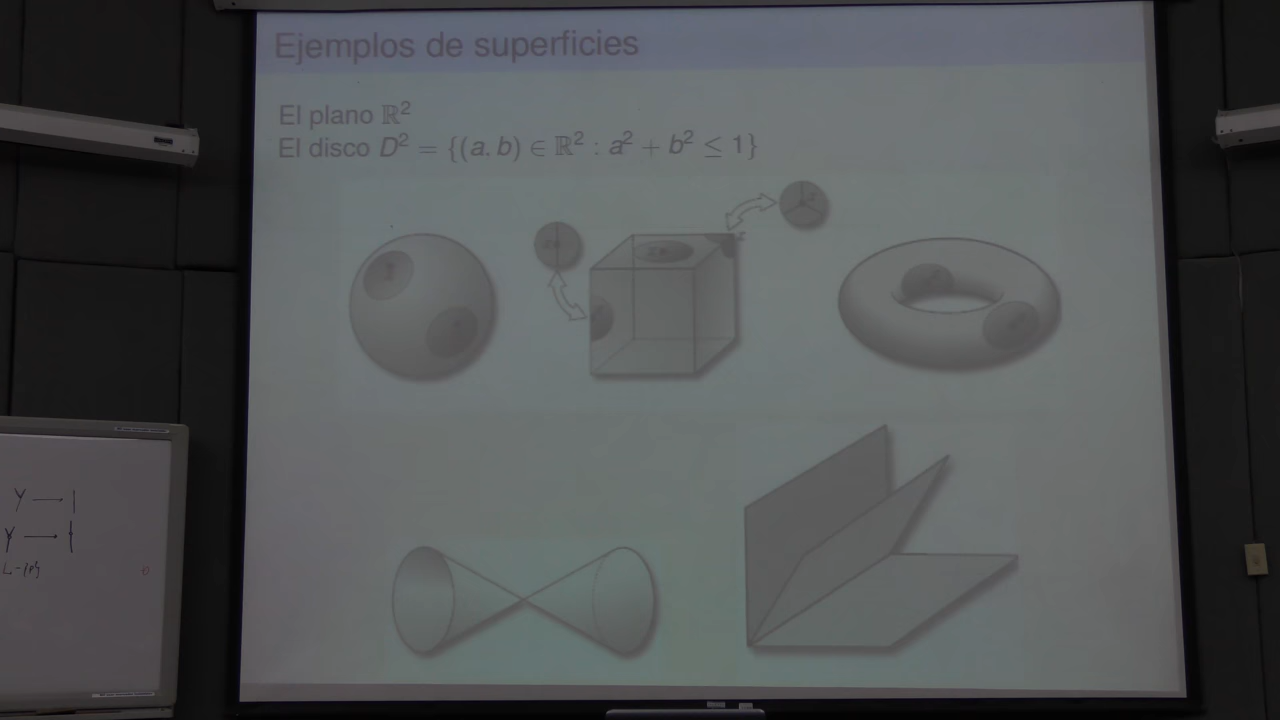 Ejemplos de superficies
El plano ℝ²
El disco D² = {(a, b) ∈ ℝ² : a² + b² ≤ 1}
Y → |
Y →